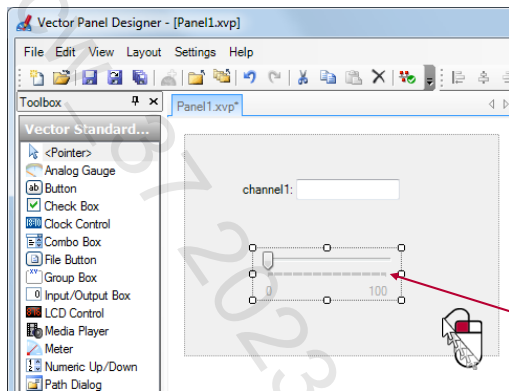 Vector Panel Designer - [Panel1.xvp]
File Edit View Layout Settings Help
Toolbox
Panel1.xvp*
Vector Standard...
<Pointer>
Analog Gauge
ab Button
Check Box
Clock Control
Combo Box
File Button
Group Box
Input/Output Box
LCD Control
Media Player
Meter
Numeric Up/Down
Path Dialog
channel1:
0 100